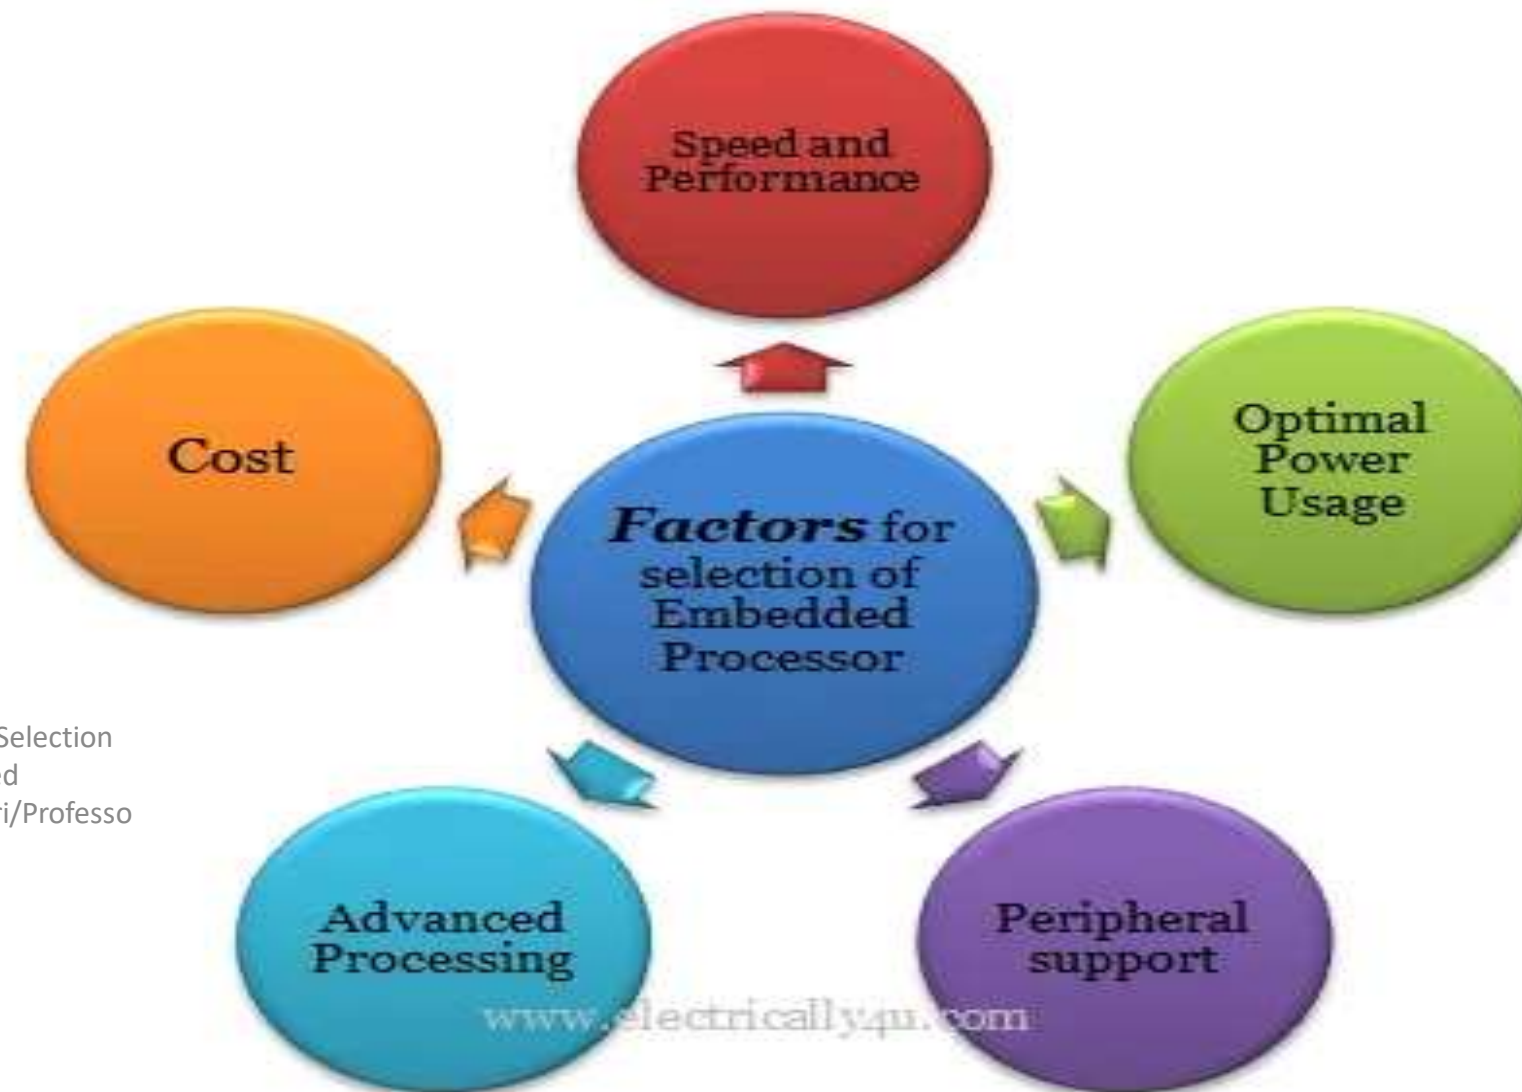 Speed and
Performance
Cost
Optimal
Power
Usage
Factors for
selection of
Embedded
Processor
Selection
ed
ri/Professo
Advanced
Processing
Peripheral
support
www.electrically4u.com